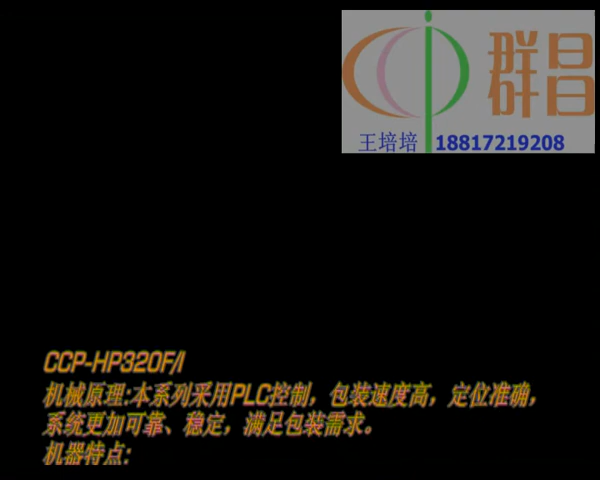 群昌
王培培 18817219208
CCP-HP320F/I
机械原理:本系列采用PLC控制，包装速度高，定位准确，
系统更加可靠、稳定，满足包装需求。
机器特点: